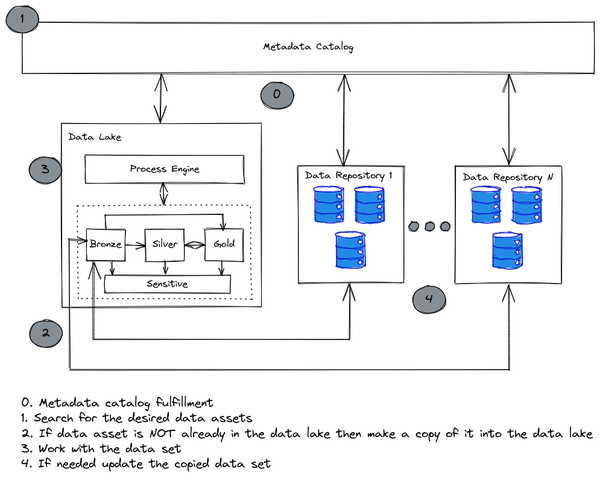 1
Metadata Catalog
0
Data Lake
3
Process Engine
Data Repository 1
Data Repository N
Bronze
Silver
Gold
Sensitive
4
2
0. Metadata catalog fulfillment
1. Search for the desired data assets
2. If data asset is NOT already in the data lake then make a copy of it into the data lake
3. Work with the data set
4. If needed update the copied data set